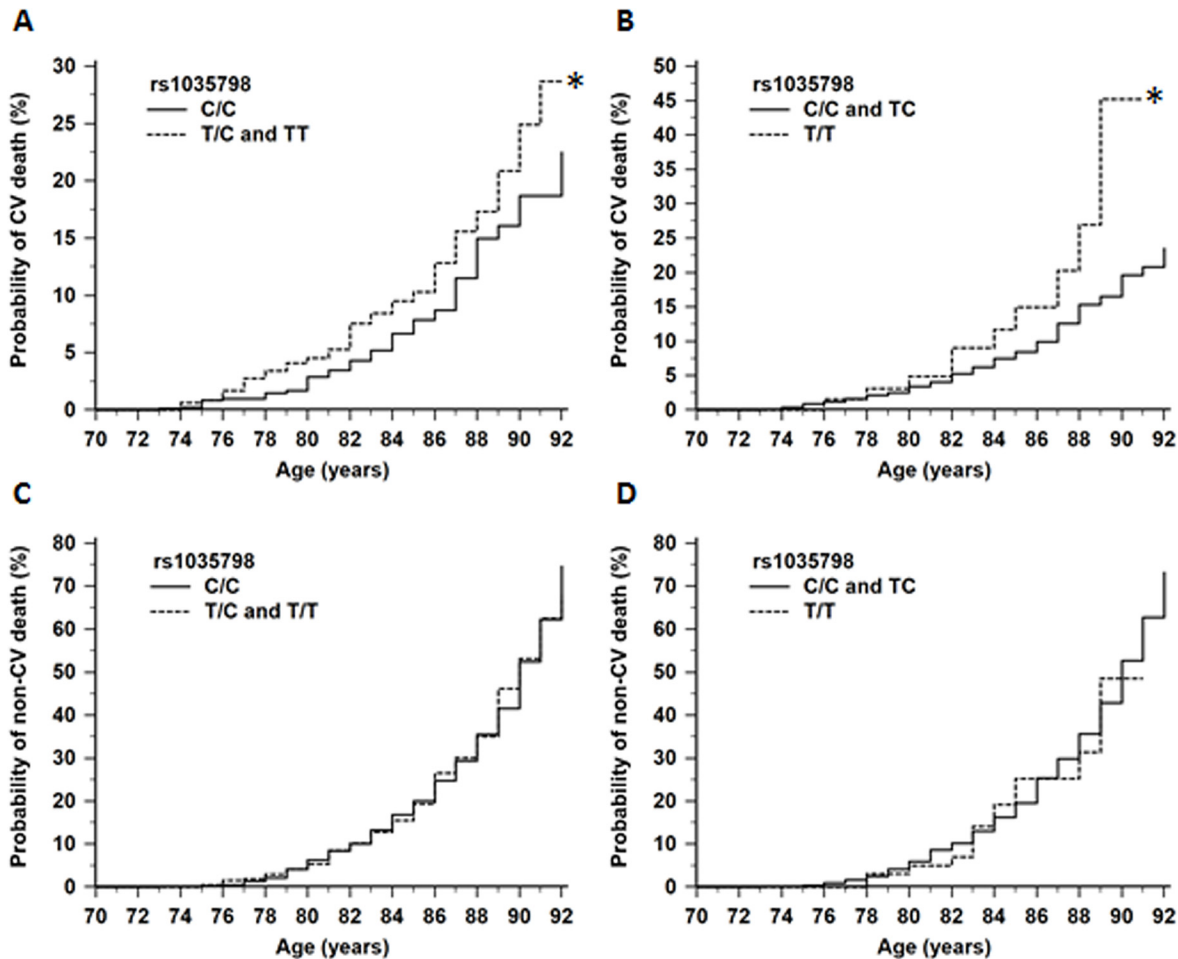 A
Probability of CV death (%)
30
25
20
15
10
5
0
rs1035798
C/C
T/C and TT
*
70 72 74 76 78 80 82 84 86 88 90 92
Age (years)
B
Probability of CV death (%)
50
45
40
35
30
25
20
15
10
5
0
rs1035798
C/C and TC
T/T
*
70 72 74 76 78 80 82 84 86 88 90 92
Age (years)
C
Probability of non-CV death (%)
80
70
60
50
40
30
20
10
0
rs1035798
C/C
T/C and T/T
70 72 74 76 78 80 82 84 86 88 90 92
Age (years)
D
Probability of non-CV death (%)
80
70
60
50
40
30
20
10
0
rs1035798
C/C and TC
T/T
70 72 74 76 78 80 82 84 86 88 90 92
Age (years)